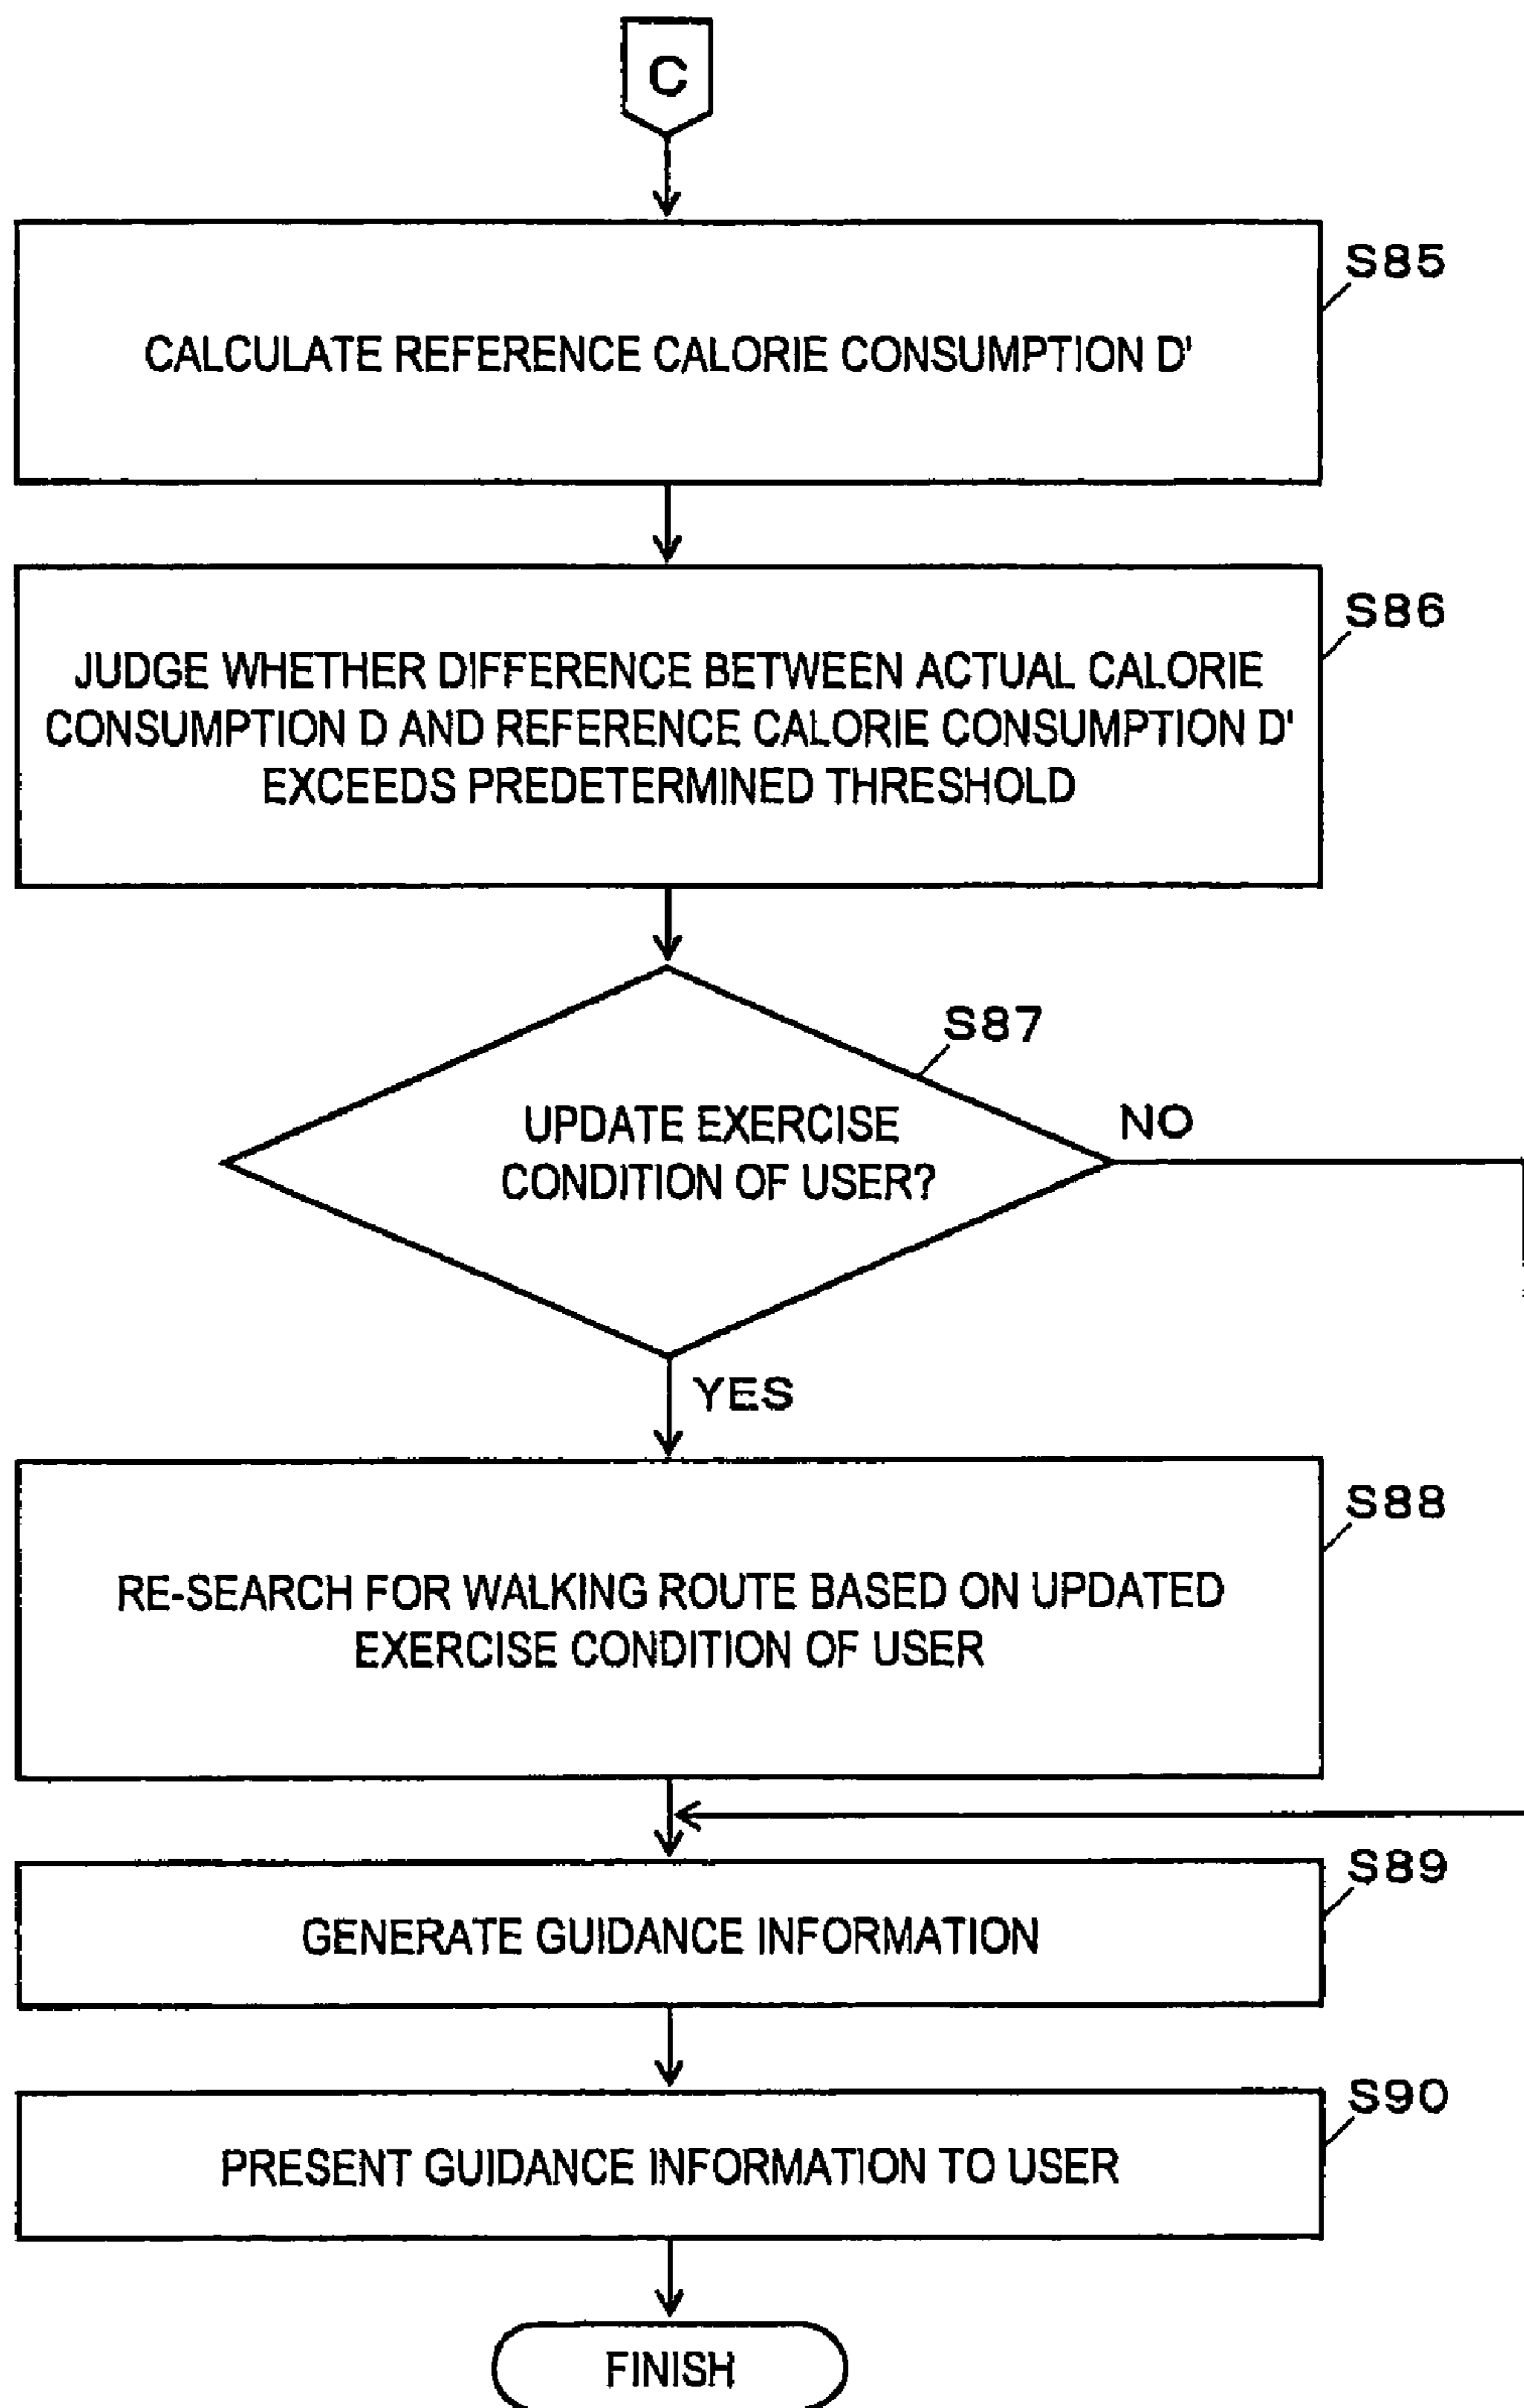 C
S85
CALCULATE REFERENCE CALORIE CONSUMPTION D'
S86
JUDGE WHETHER DIFFERENCE BETWEEN ACTUAL CALORIE
CONSUMPTION D AND REFERENCE CALORIE CONSUMPTION D'
EXCEEDS PREDETERMINED THRESHOLD
S87
UPDATE EXERCISE
CONDITION OF USER?
NO
YES
S88
RE-SEARCH FOR WALKING ROUTE BASED ON UPDATED
EXERCISE CONDITION OF USER
S89
GENERATE GUIDANCE INFORMATION
S90
PRESENT GUIDANCE INFORMATION TO USER
FINISH